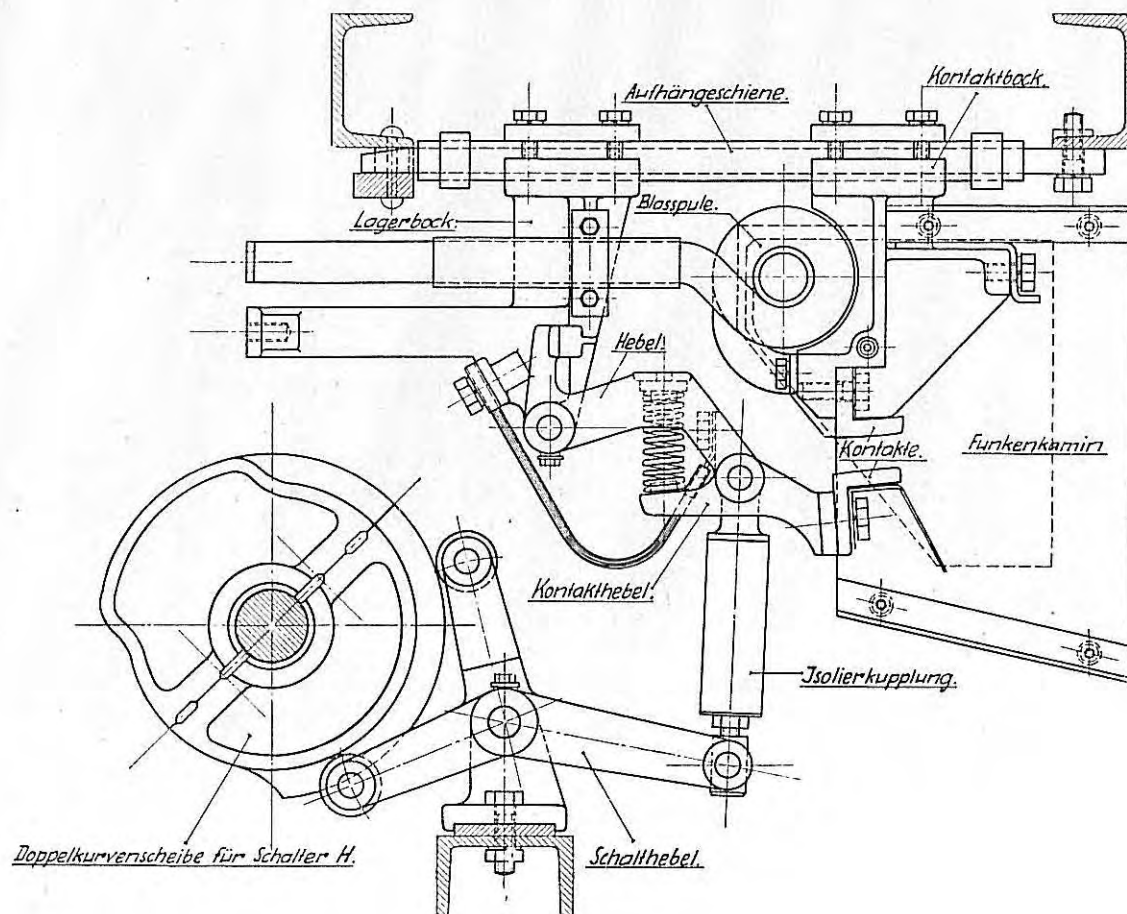 Kontaktbock.
Aufhängeschiene.
Blasspule.
Lagerbock.
Hebel.
Kontakte.
Funkenkamin
Kontakthebel.
Isolierkupplung.
Doppelkurvenscheibe für Schalter H.
Schalthebel.